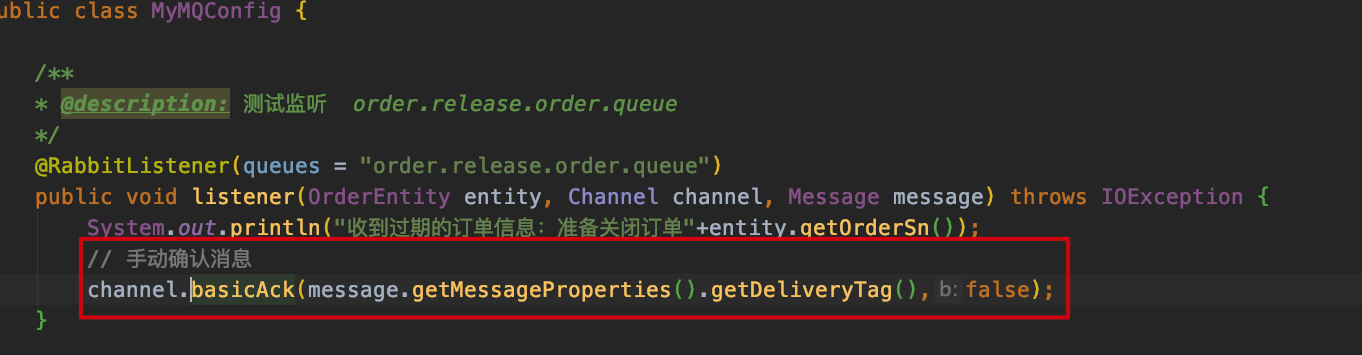 ublic class MyMQConfig {
/**
* @description: 测试监听 order.release.order.queue
*/
@RabbitListener(queues = "order.release.order.queue")
public void listener(OrderEntity entity, Channel channel, Message message) throws IOException {
System.out.println("收到过期的订单信息：准备关闭订单"+entity.getOrderSn());
// 手动确认消息
channel.basicAck(message.getMessageProperties().getDeliveryTag(), b: false);
}